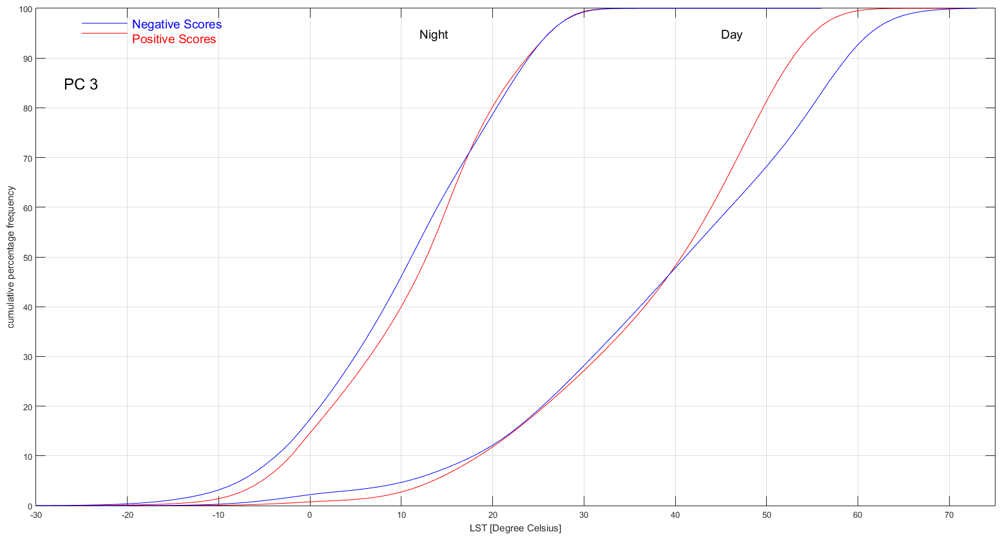 Negative Scores
Positive Scores
Night
Day
PC 3
100
90
80
70
60
50
40
30
20
10
0
cumulative percentage frequency
-30 -20 -10 0 10 20 30 40 50 60 70
LST [Degree Celsius]